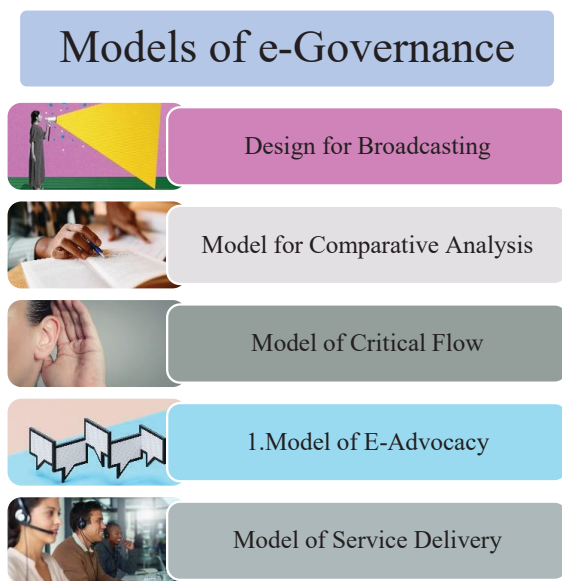 Models of e-Governance
Design for Broadcasting
Model for Comparative Analysis
Model of Critical Flow
1.Model of E-Advocacy
Model of Service Delivery